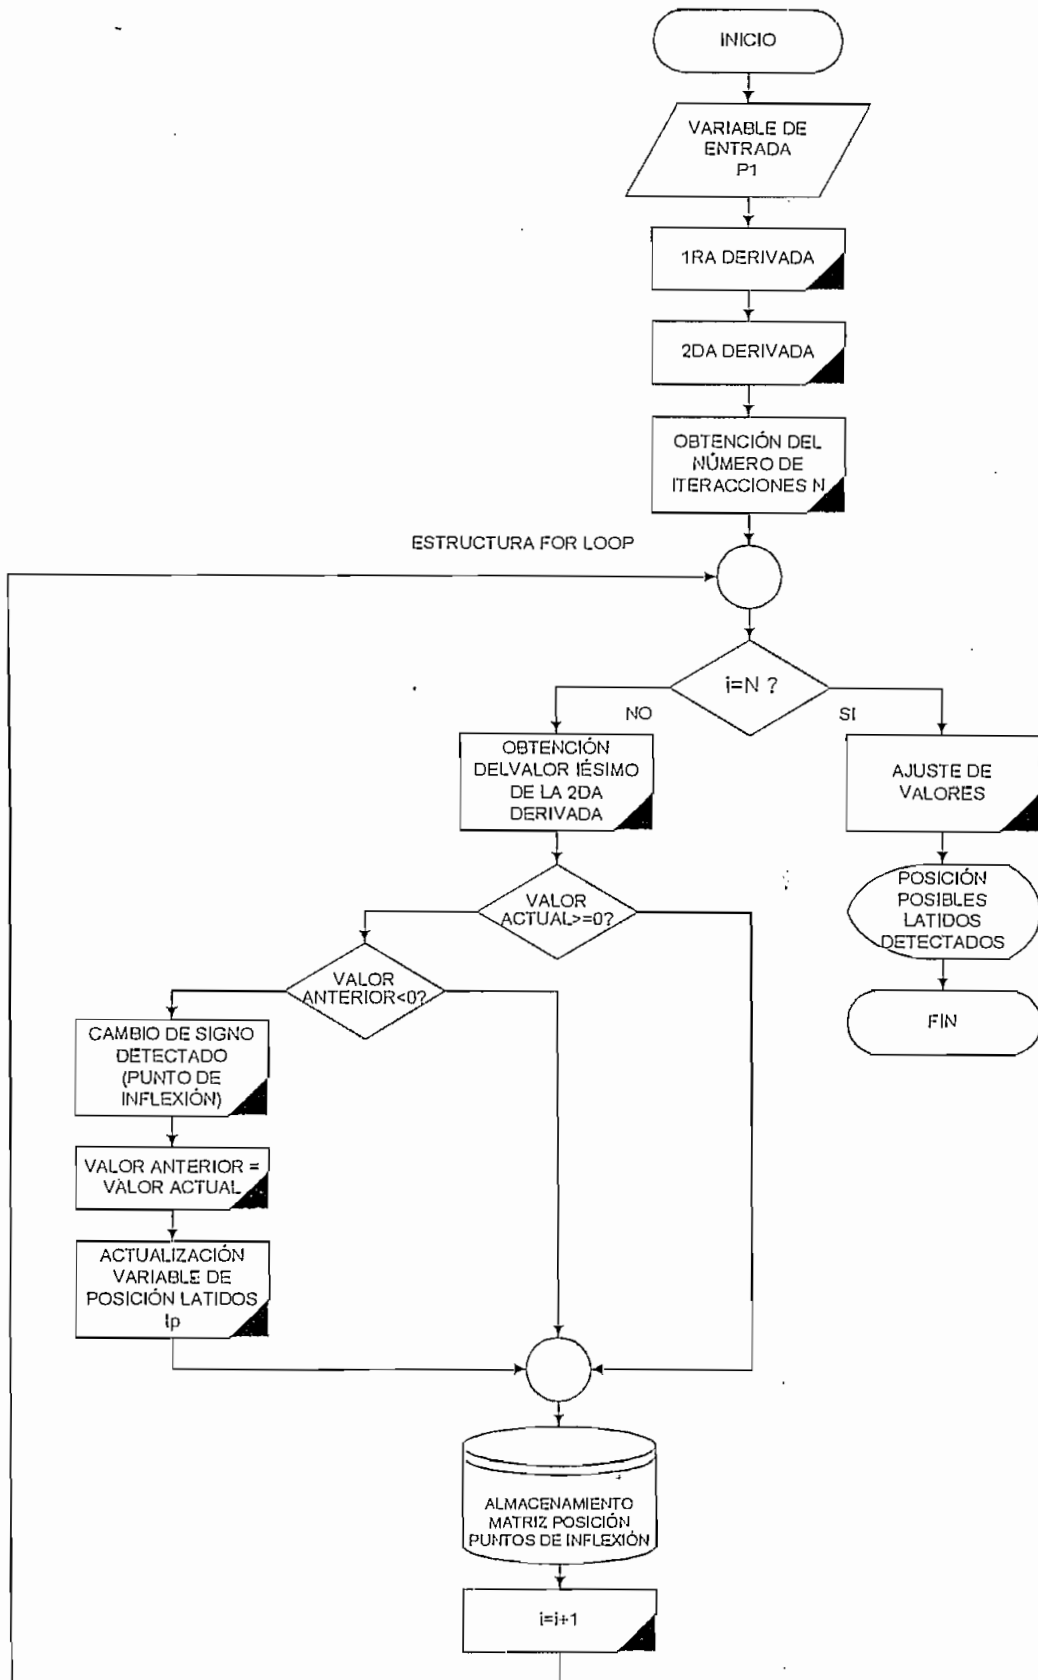 INICIO
VARIABLE DE
ENTRADA
P1
1RA DERIVADA
2DA DERIVADA
OBTENCIÓN DEL
NÚMERO DE
ITERACCIONES N
ESTRUCTURA FOR LOOP
i=N ?
NO
SI
OBTENCIÓN
DELVALOR IÉSIMO
DE LA 2DA
DERIVADA
AJUSTE DE
VALORES
VALOR
ACTUAL>=0?
POSICIÓN
POSIBLES
LATIDOS
DETECTADOS
VALOR
ANTERIOR<0?
FIN
CAMBIO DE SIGNO
DETECTADO
(PUNTO DE
INFLEXIÓN)
VALOR ANTERIOR =
VALOR ACTUAL
ACTUALIZACIÓN
VARIABLE DE
POSICIÓN LATIDOS
Ip
ALMACENAMIENTO
MATRIZ POSICIÓN
PUNTOS DE INFLEXIÓN
i=i+1